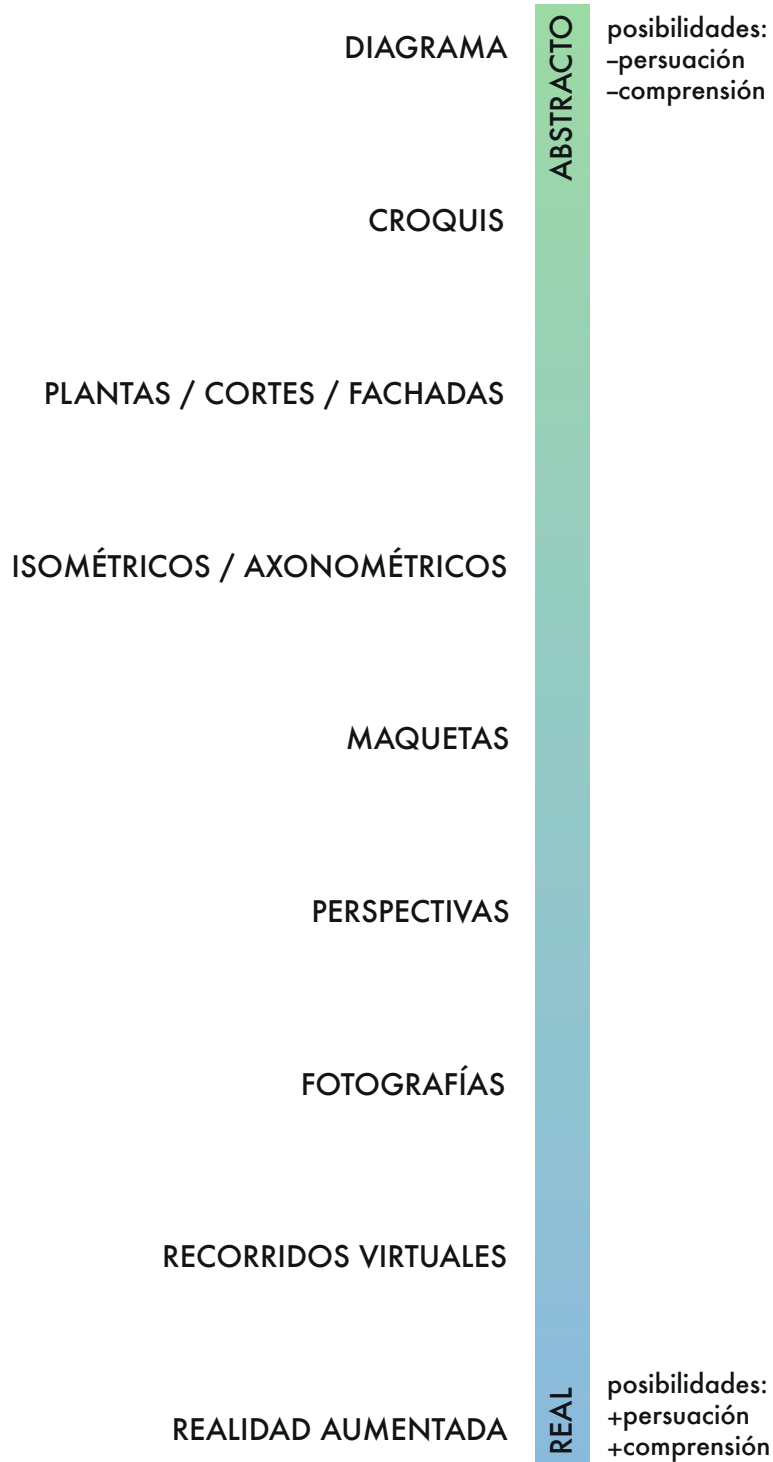 DIAGRAMA
ABSTRACTO
posibilidades:
–persuación
–comprensión
CROQUIS
PLANTAS / CORTES / FACHADAS
ISOMÉTRICOS / AXONOMÉTRICOS
MAQUETAS
PERSPECTIVAS
FOTOGRAFÍAS
RECORRIDOS VIRTUALES
REALIDAD AUMENTADA
REAL
posibilidades:
+persuación
+comprensión